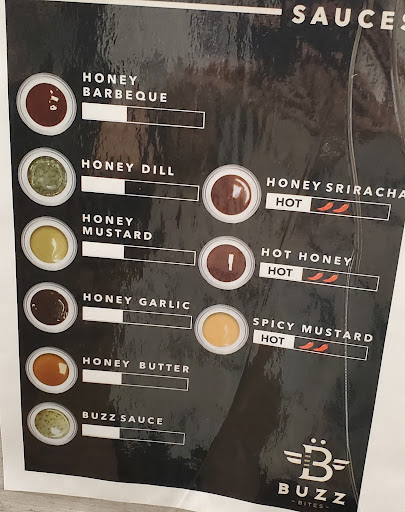 SAUCES
HONEY
BARBEQUE
HONEY DILL
HONEY
MUSTARD
HONEY GARLIC
HONEY BUTTER
BUZZ SAUCE
HONEY SRIRACHA
HOT
HOT HONEY
HOT
SPICY MUSTARD
HOT
B
BUZZ
- BITES -